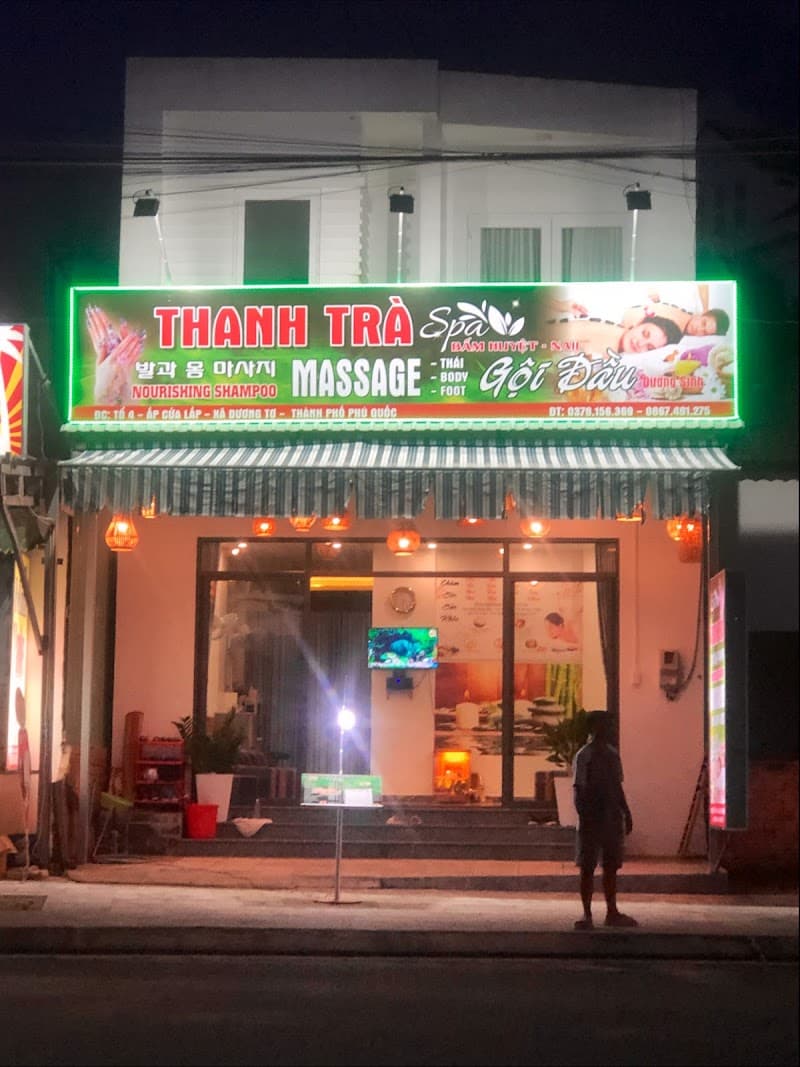 THANH TRÀ Spa
BẤM HUYỆT - NAIL
발과 몸 마사지
NOURISHING SHAMPOO
MASSAGE
- THÁI
- BODY
- FOOT
Gội Đầu
Dưỡng Sinh
ĐC: TỔ 4 – ẤP CỬA LẤP – XÃ DƯƠNG TƠ – THÀNH PHỐ PHÚ QUỐC
ĐT: 0379.156.369 – 0867.491.275